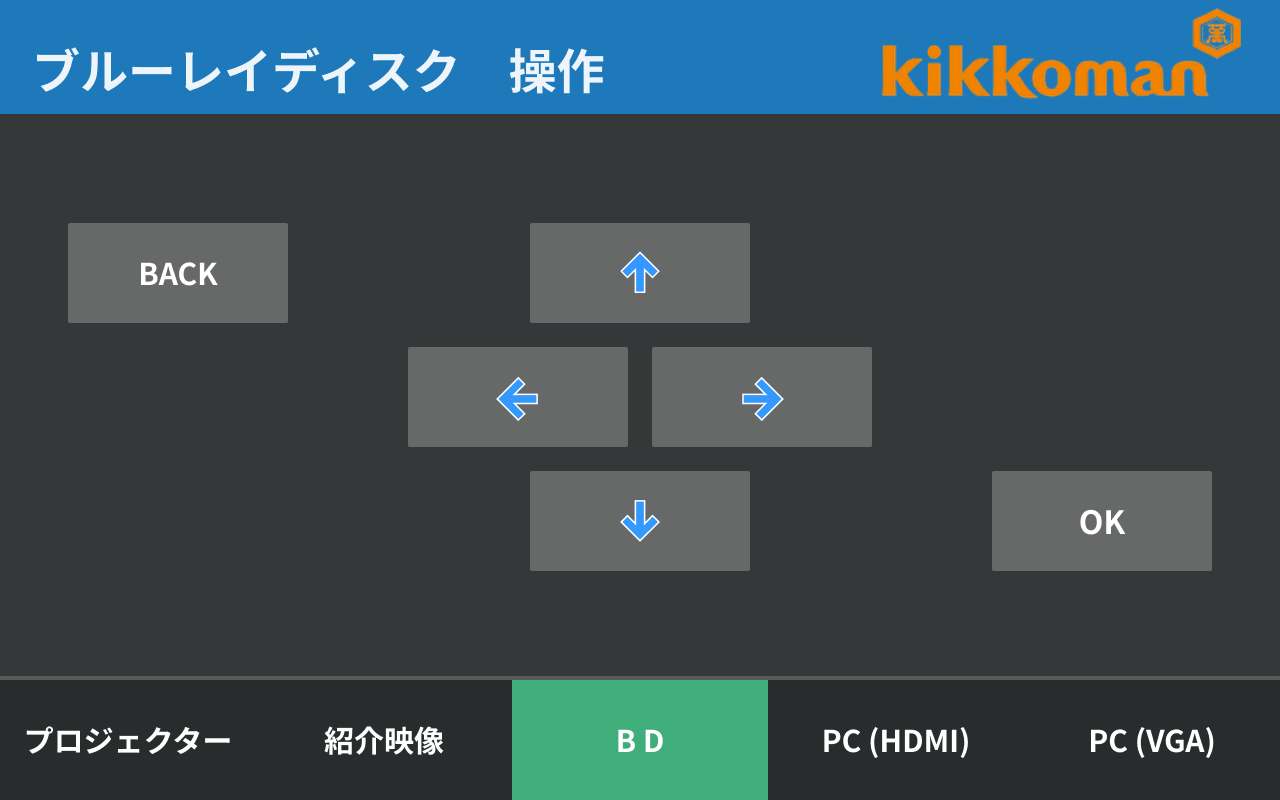 ブルーレイディスク　操作
kikkoman
萬
BACK
OK
プロジェクター
紹介映像
B D
PC (HDMI)
PC (VGA)